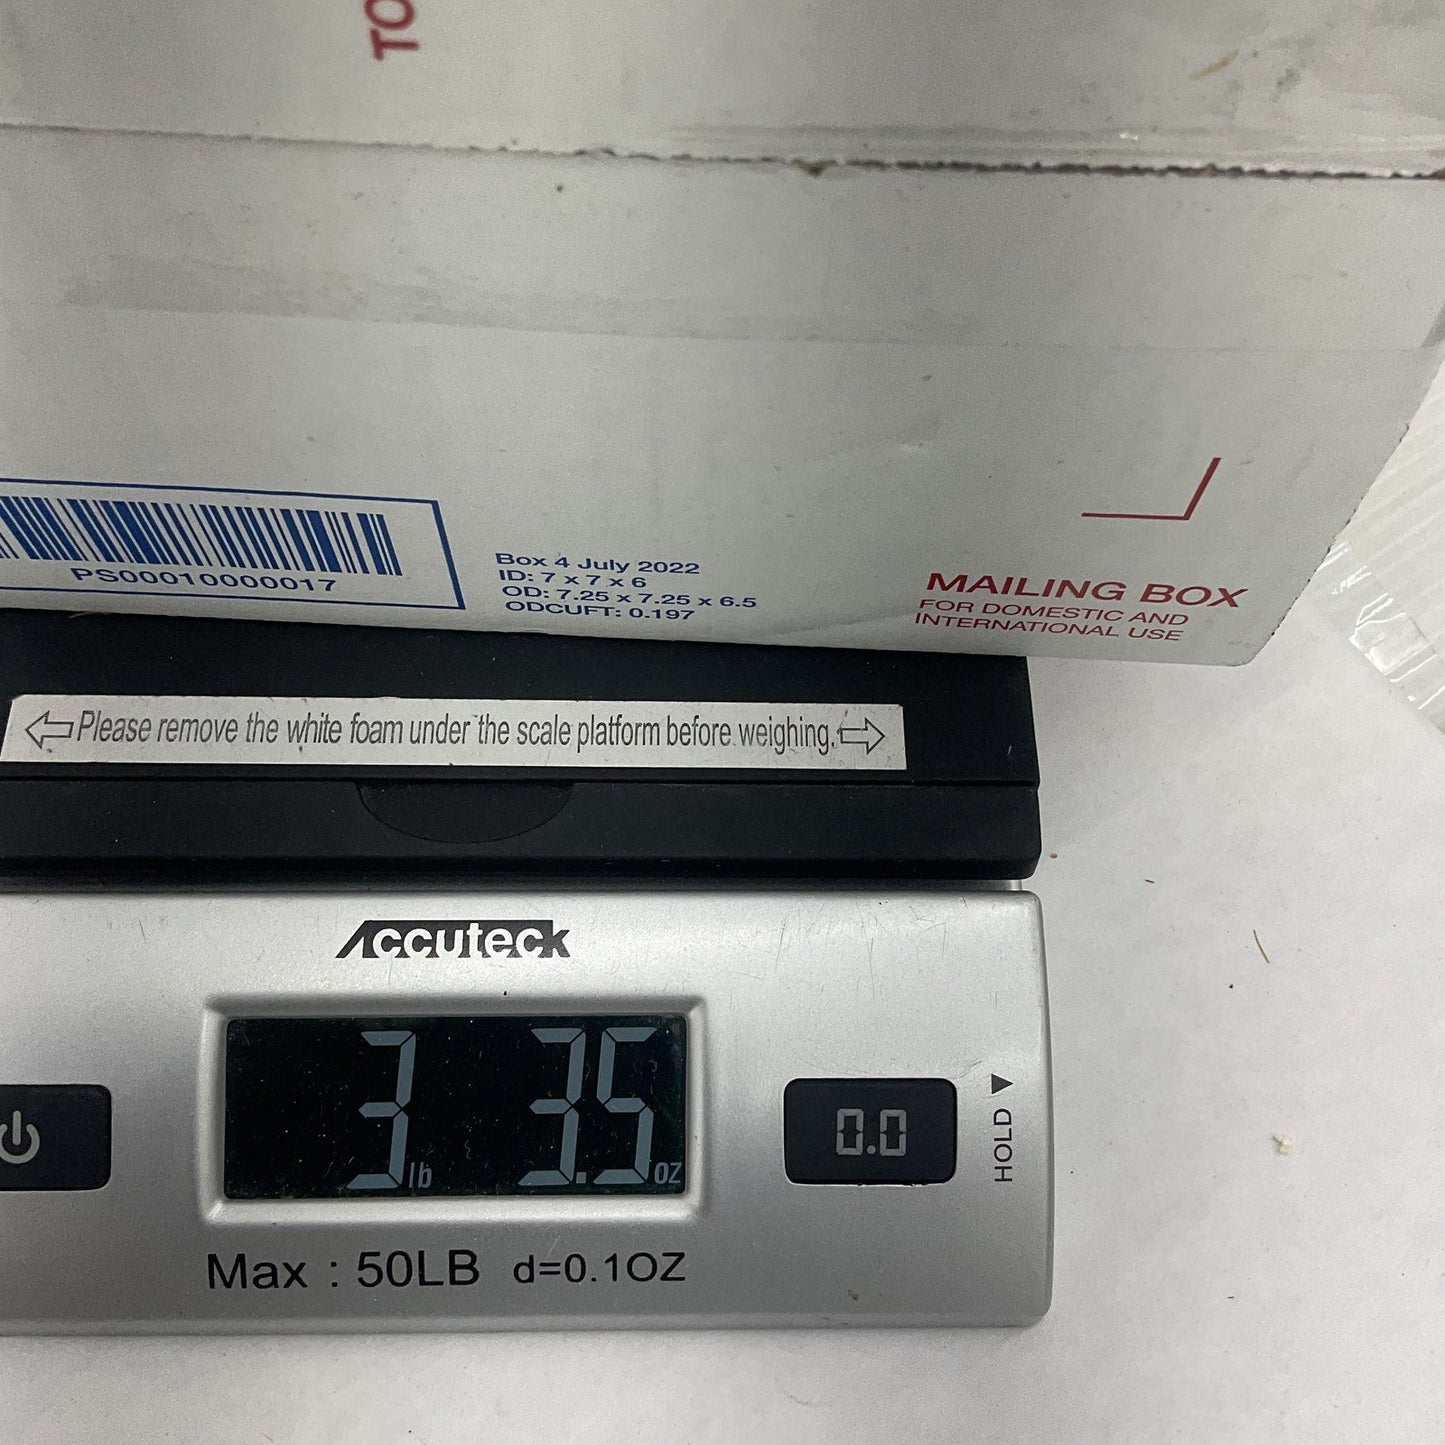 TO
PS00010000017
Box 4 July 2022
ID: 7 x 7 x 6
OD: 7.25 x 7.25 x 6.5
ODCUFT: 0.197
MAILING BOX
FOR DOMESTIC AND
INTERNATIONAL USE
Please remove the white foam under the scale platform before weighing.
Accuteck
3 lb 3.5 oz
0.0
HOLD
Max : 50LB d=0.1OZ